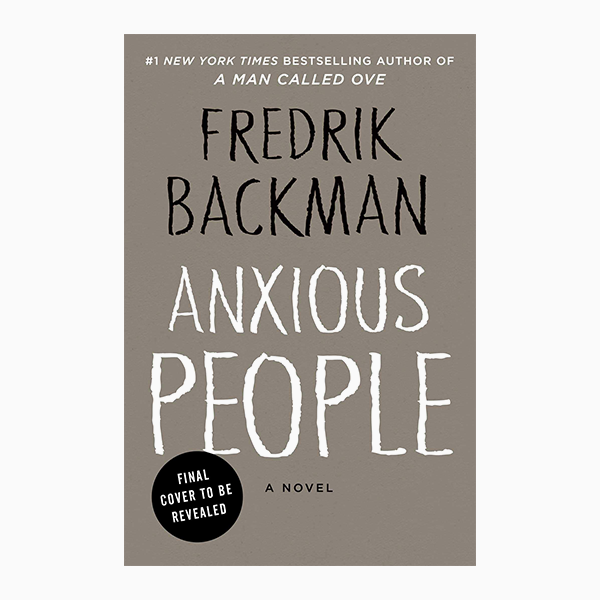 #1 NEW YORK TIMES BESTSELLING AUTHOR OF
A MAN CALLED OVE
FREDRIK
BACKMAN
ANXIOUS
PEOPLE
FINAL
COVER TO BE
REVEALED
A NOVEL